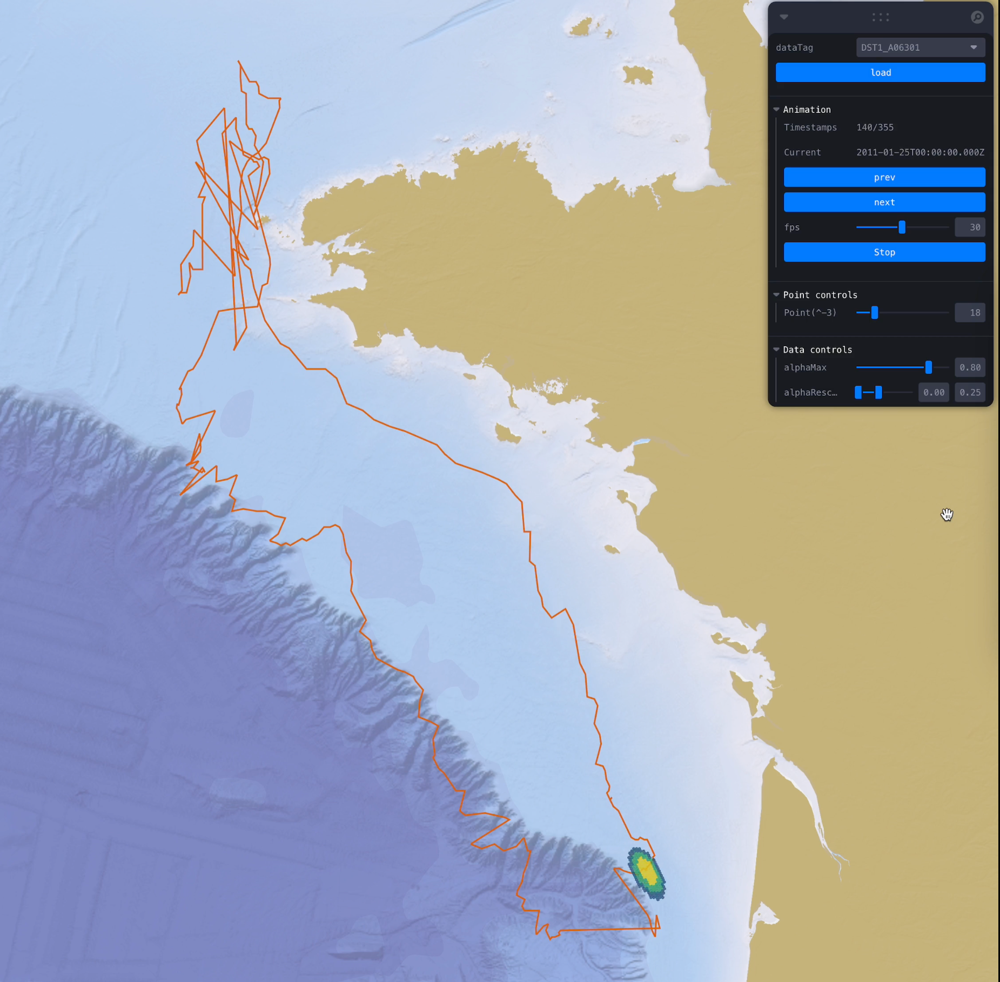 dataTag DST1_A06301
load
Animation
Timestamps 140/355
Current 2011-01-25T00:00:00.000Z
prev
next
fps 30
Stop
Point controls
Point(^-3) 18
Data controls
alphaMax 0.80
alphaResc… 0.00 0.25